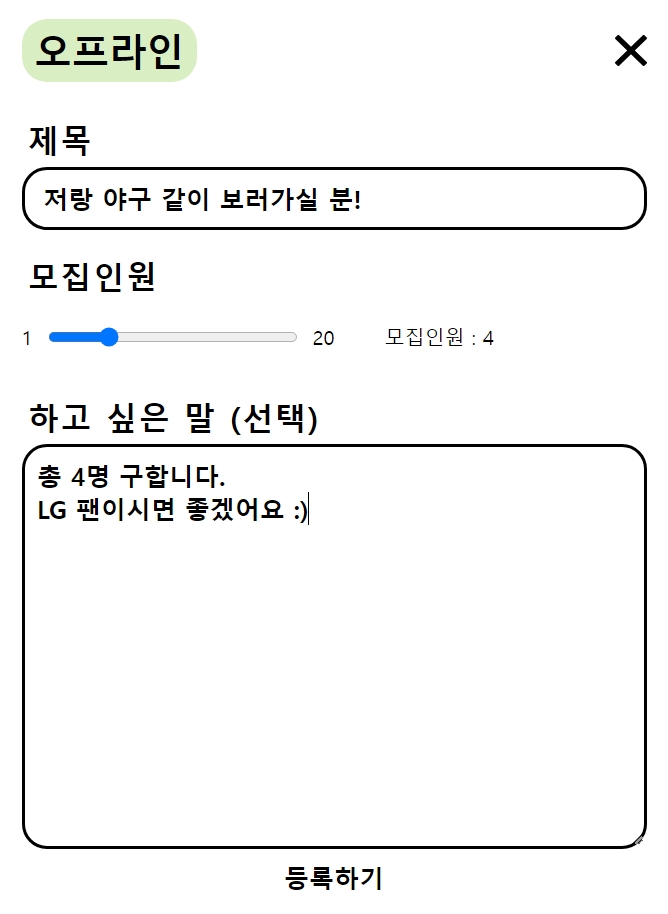 오프라인
제목
저랑 야구 같이 보러가실 분!
모집인원
1 20 모집인원 : 4
하고 싶은 말 (선택)
총 4명 구합니다.
LG 팬이시면 좋겠어요 :)
등록하기